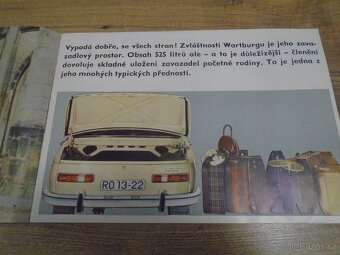 Vypadá dobře, se všech stran! Zvláštností Wartburgu je jeho zava-
zadlový prostor. Obsah 525 litrů ale – a to je důležitější – členění
dovoluje skladné uložení zavazadel početné rodiny. To je jedna z
jeho mnohých typických předností.
RO 13-22